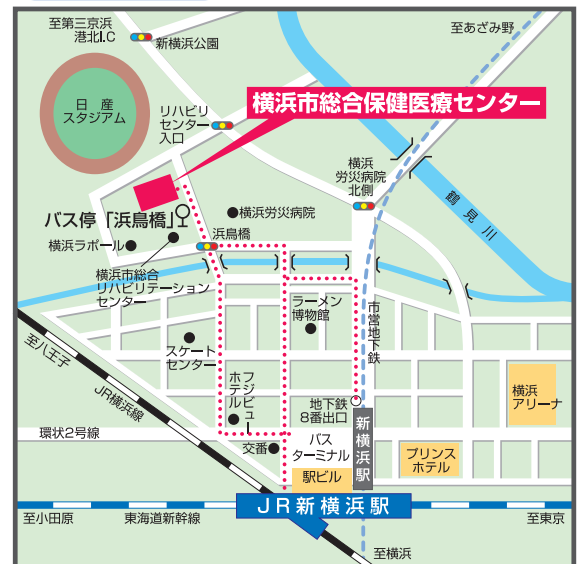 至第三京浜
港北I.C
新横浜公園
至あざみ野
日産
スタジアム
リハビリ
センター
入口
横浜市総合保健医療センター
横浜
労災病院
北側
鶴見川
バス停「浜鳥橋」
横浜労災病院
横浜ラポール
浜鳥橋
横浜市総合
リハビリテーション
センター
ラーメン
博物館
市営地下鉄
至八王子
スケート
センター
JR横浜線
ホテル
フジビュー
地下鉄
8番出口
横浜
アリーナ
環状2号線
交番
バス
ターミナル
新横浜駅
プリンス
ホテル
駅ビル
JR新横浜駅
至小田原
東海道新幹線
至東京
至横浜